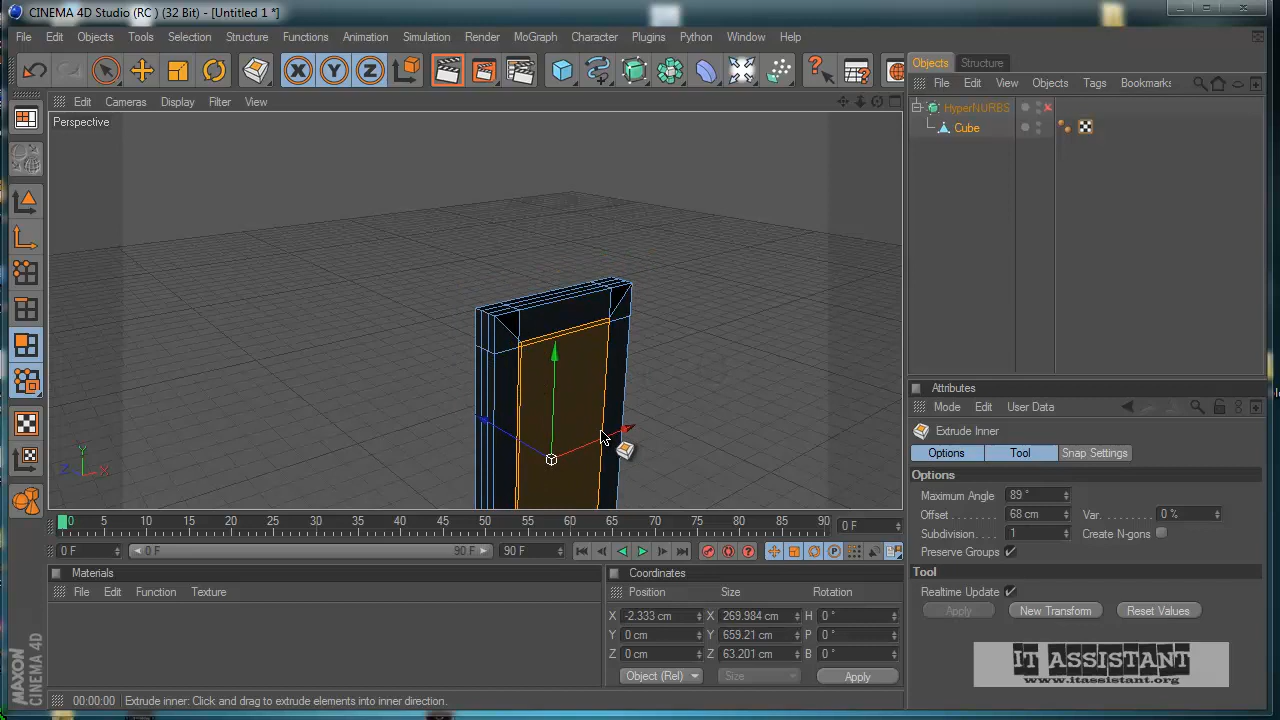 CINEMA 4D Studio (RC ) (32 Bit) - [Untitled 1 *]
File Edit Objects Tools Selection Structure Functions Animation Simulation Render MoGraph Character Plugins Python Window Help
X Y Z
Objects Structure
Edit Cameras Display Filter View
File Edit View Objects Tags Bookmarks
Perspective
HyperNURBS
Cube
Y
Z X
Attributes
Mode Edit User Data
Extrude Inner
Options Tool Snap Settings
Options
Maximum Angle 89 °
Offset . . . . . . . . 68 cm Var. . . . . . . . . 0 %
Subdivision. . . . 1 Create N-gons
Preserve Groups
Tool
Realtime Update
Apply New Transform Reset Values
0 5 10 15 20 25 30 35 40 45 50 55 60 65 70 75 80 85 90 0 F
0 F 0 F 90 F 90 F
Materials
File Edit Function Texture
Coordinates
Position Size Rotation
X -2.333 cm X 269.984 cm H 0 °
Y 0 cm Y 659.21 cm P 0 °
Z 0 cm Z 63.201 cm B 0 °
Object (Rel) Size Apply
MAXON CINEMA 4D
00:00:00 Extrude inner: Click and drag to extrude elements in inner direction.
IT ASSISTANT
www.itassistant.org